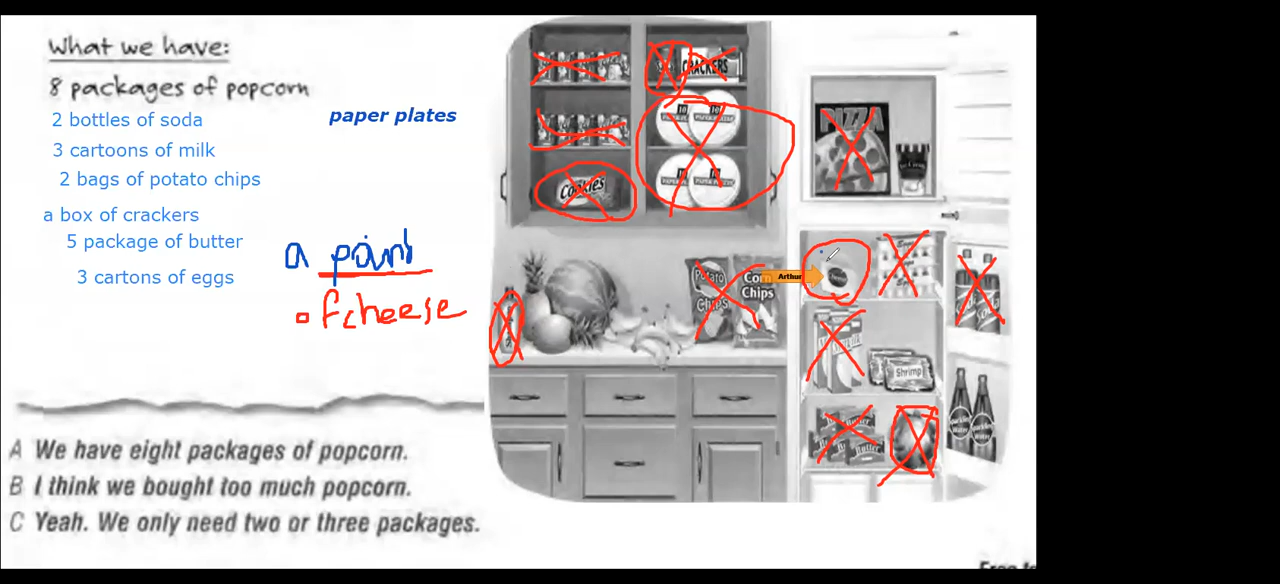 What we have:
8 packages of popcorn
2 bottles of soda
paper plates
3 cartoons of milk
2 bags of potato chips
a box of crackers
5 package of butter
3 cartons of eggs
a paint
of cheese
A We have eight packages of popcorn.
B I think we bought too much popcorn.
C Yeah. We only need two or three packages.
CRACKERS
10
10
Cookies
PIZZA
Potato Chips
Corn Chips
Arthur
Shrimp
Butter
Butter